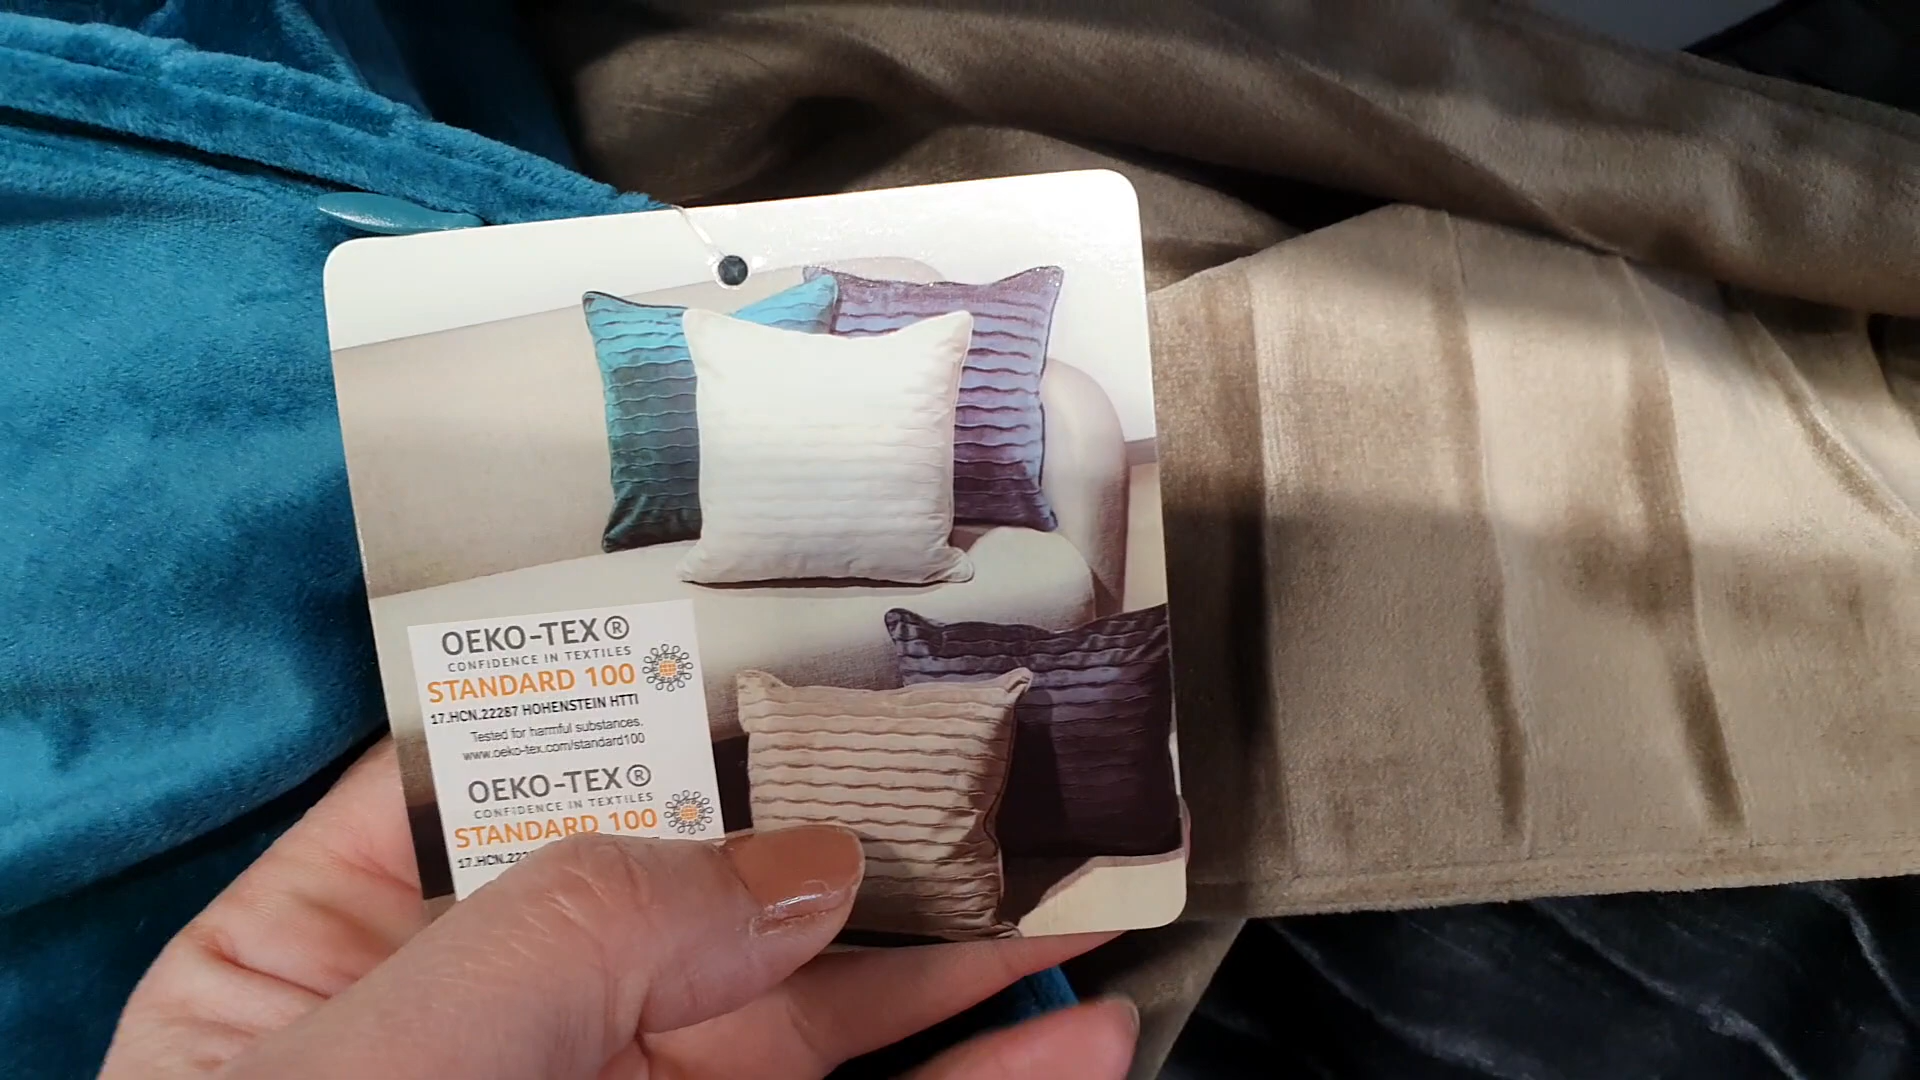 OEKO-TEX®
CONFIDENCE IN TEXTILES
STANDARD 100
17.HCN.22287 HOHENSTEIN HTTI
Tested for harmful substances.
www.oeko-tex.com/standard100
OEKO-TEX®
CONFIDENCE IN TEXTILES
STANDARD 100